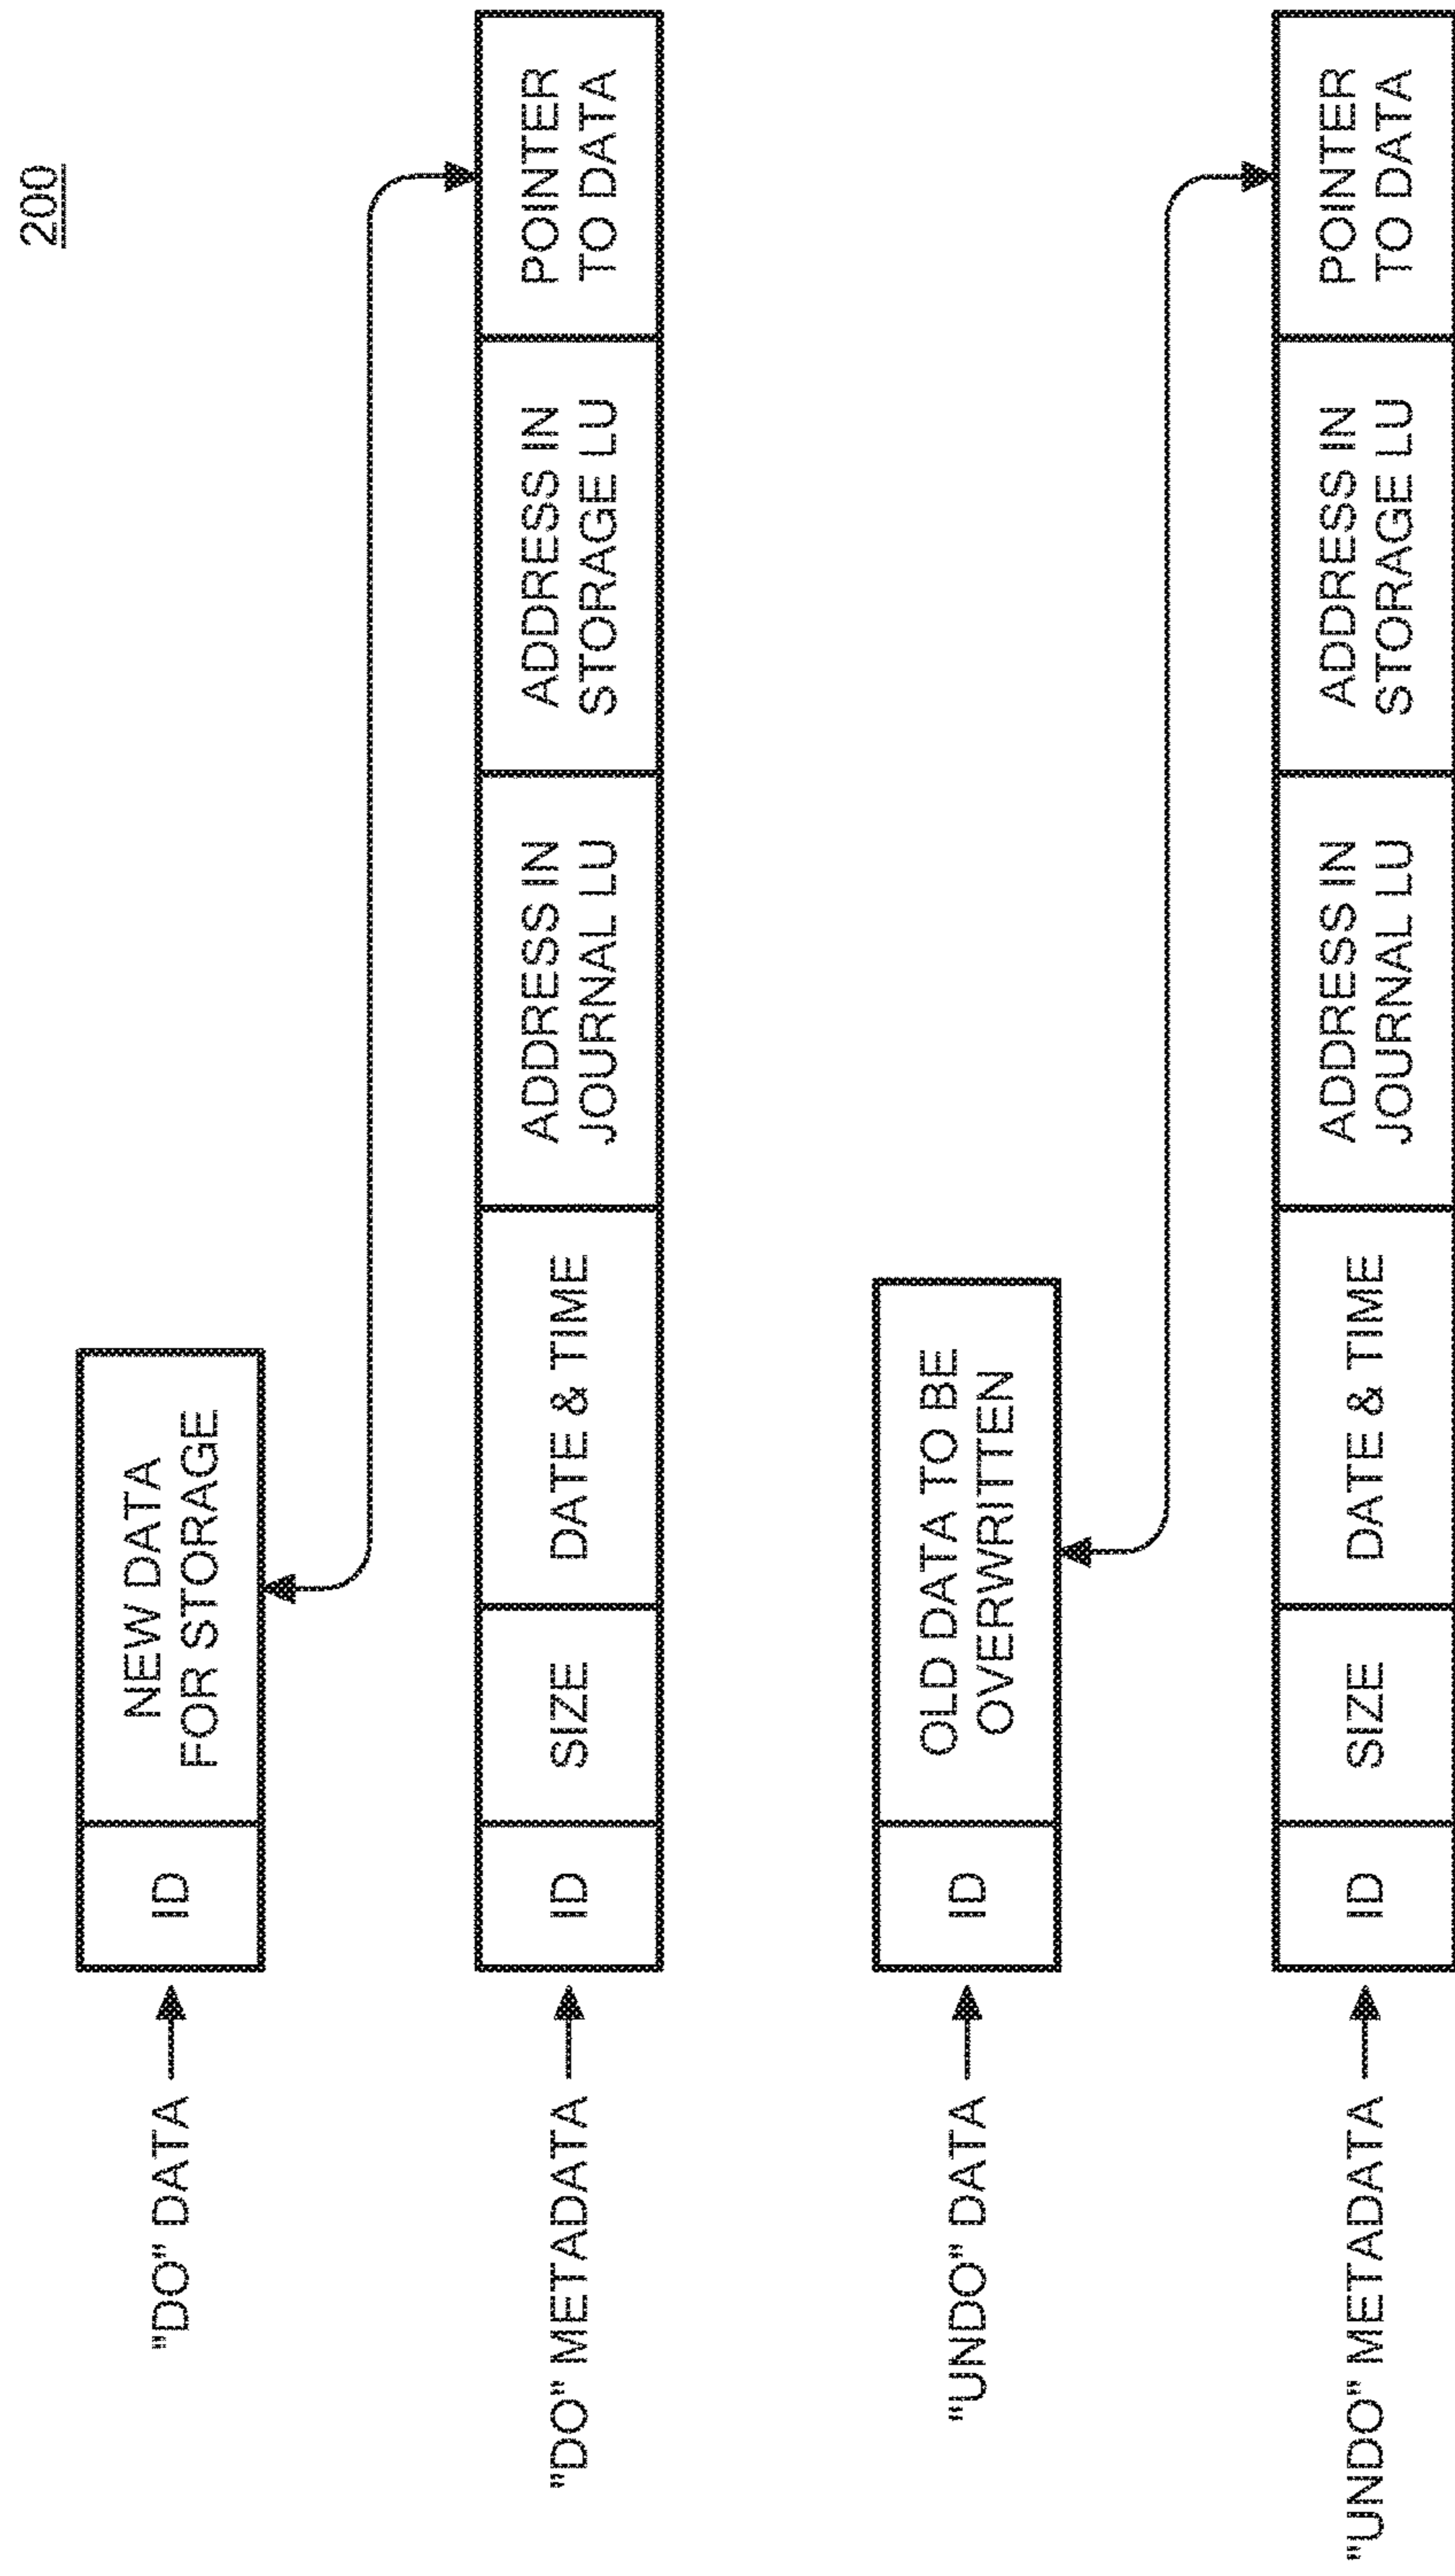 200
"DO" DATA
ID
NEW DATA
FOR STORAGE
"DO" METADATA
ID
SIZE
DATE & TIME
ADDRESS IN
JOURNAL LU
ADDRESS IN
STORAGE LU
POINTER
TO DATA
"UNDO" DATA
ID
OLD DATA TO BE
OVERWRITTEN
"UNDO" METADATA
ID
SIZE
DATE & TIME
ADDRESS IN
JOURNAL LU
ADDRESS IN
STORAGE LU
POINTER
TO DATA